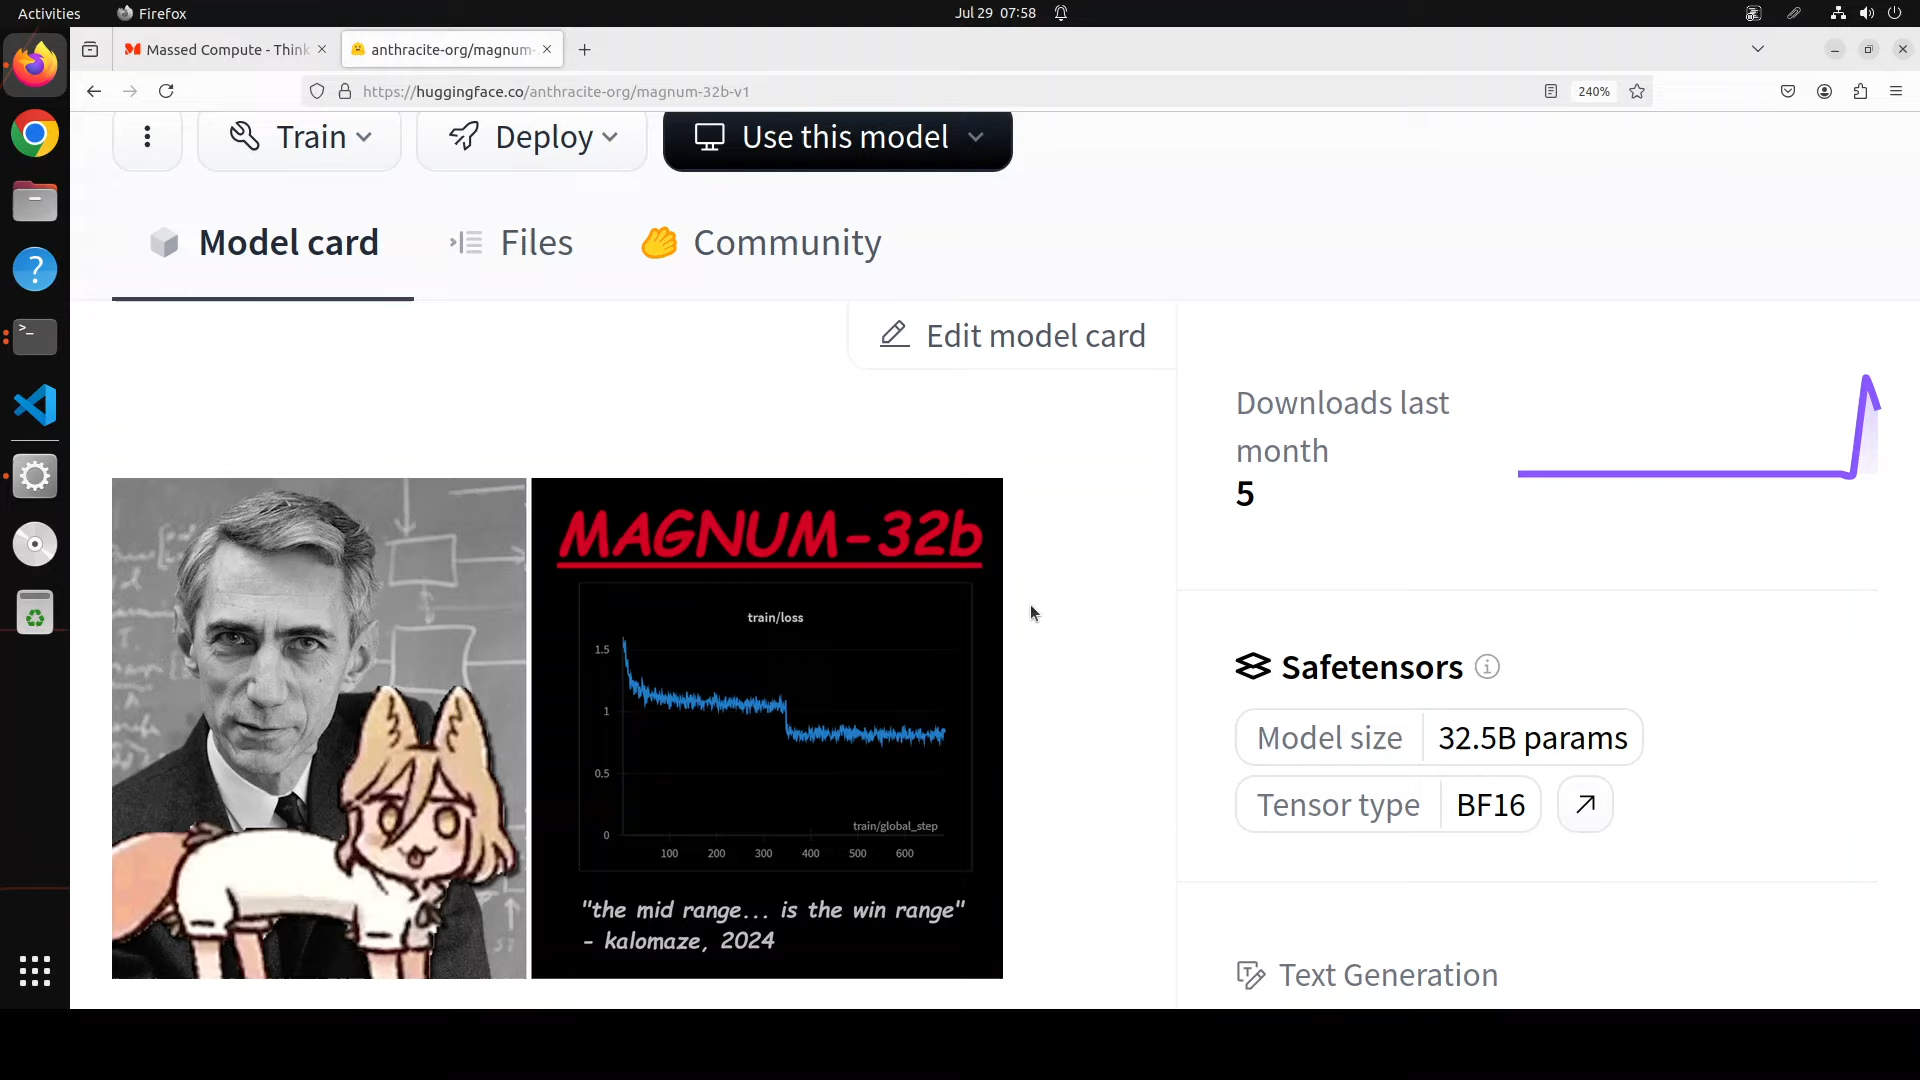 Activities
Firefox
Jul 29 07:58
Massed Compute - Think
anthracite-org/magnum-
https://huggingface.co/anthracite-org/magnum-32b-v1
240%
Train
Deploy
Use this model
Model card
Files
Community
Edit model card
Downloads last
month
5
MAGNUM-32b
train/loss
1.5
1
0.5
0
train/global_step
100
200
300
400
500
600
"the mid range... is the win range"
- kalomaze, 2024
Safetensors
Model size
32.5B params
Tensor type
BF16
Text Generation